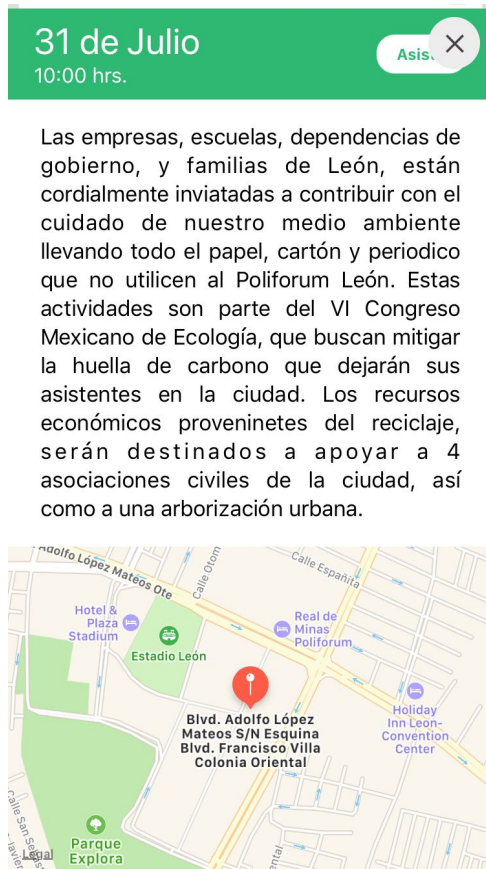 31 de Julio
10:00 hrs.
Las empresas, escuelas, dependencias de
gobierno, y familias de León, están
cordialmente inviatadas a contribuir con el
cuidado de nuestro medio ambiente
llevando todo el papel, cartón y periodico
que no utilicen al Poliforum León. Estas
actividades son parte del VI Congreso
Mexicano de Ecología, que buscan mitigar
la huella de carbono que dejarán sus
asistentes en la ciudad. Los recursos
económicos proveninetes del reciclaje,
serán destinados a apoyar a 4
asociaciones civiles de la ciudad, así
como a una arborización urbana.
Adolfo López Mateos Ote
Calle Españita
Hotel &
Plaza
Stadium
Real de
Minas
Poliforum
Estadio León
Blvd. Adolfo López
Mateos S/N Esquina
Blvd. Francisco Villa
Colonia Oriental
Holiday
Inn Leon-
Convention
Center
Parque
Explora
Legal